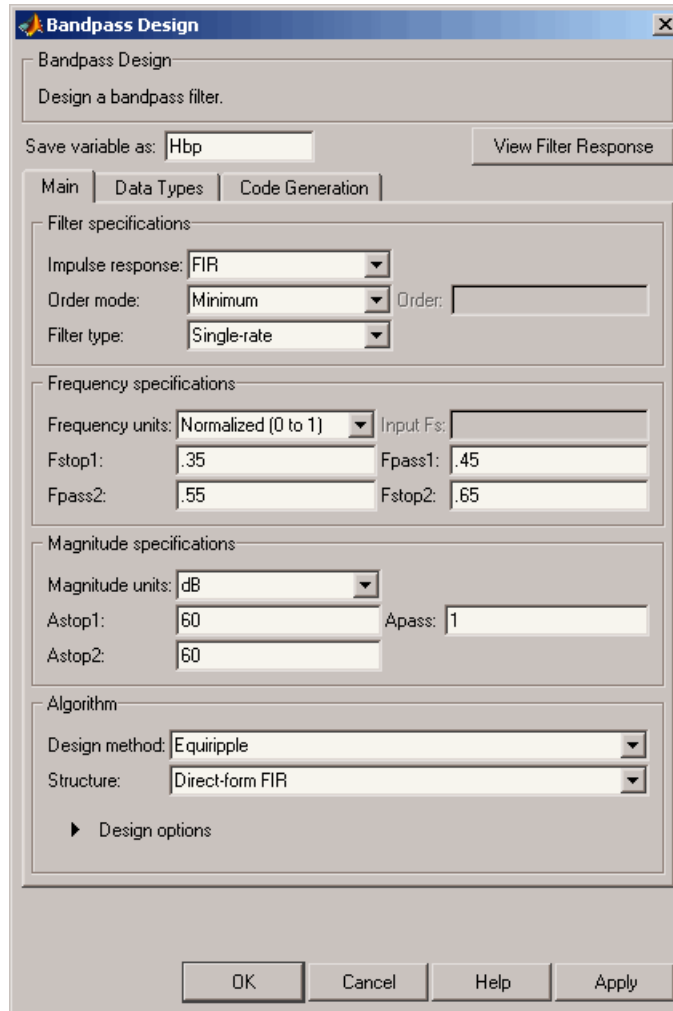 Bandpass Design
Bandpass Design
Design a bandpass filter.
Save variable as: Hbp View Filter Response
Main Data Types Code Generation
Filter specifications
Impulse response: FIR
Order mode: Minimum Order:
Filter type: Single-rate
Frequency specifications
Frequency units: Normalized (0 to 1) Input Fs:
Fstop1: .35 Fpass1: .45
Fpass2: .55 Fstop2: .65
Magnitude specifications
Magnitude units: dB
Astop1: 60 Apass: 1
Astop2: 60
Algorithm
Design method: Equiripple
Structure: Direct-form FIR
Design options
OK Cancel Help Apply